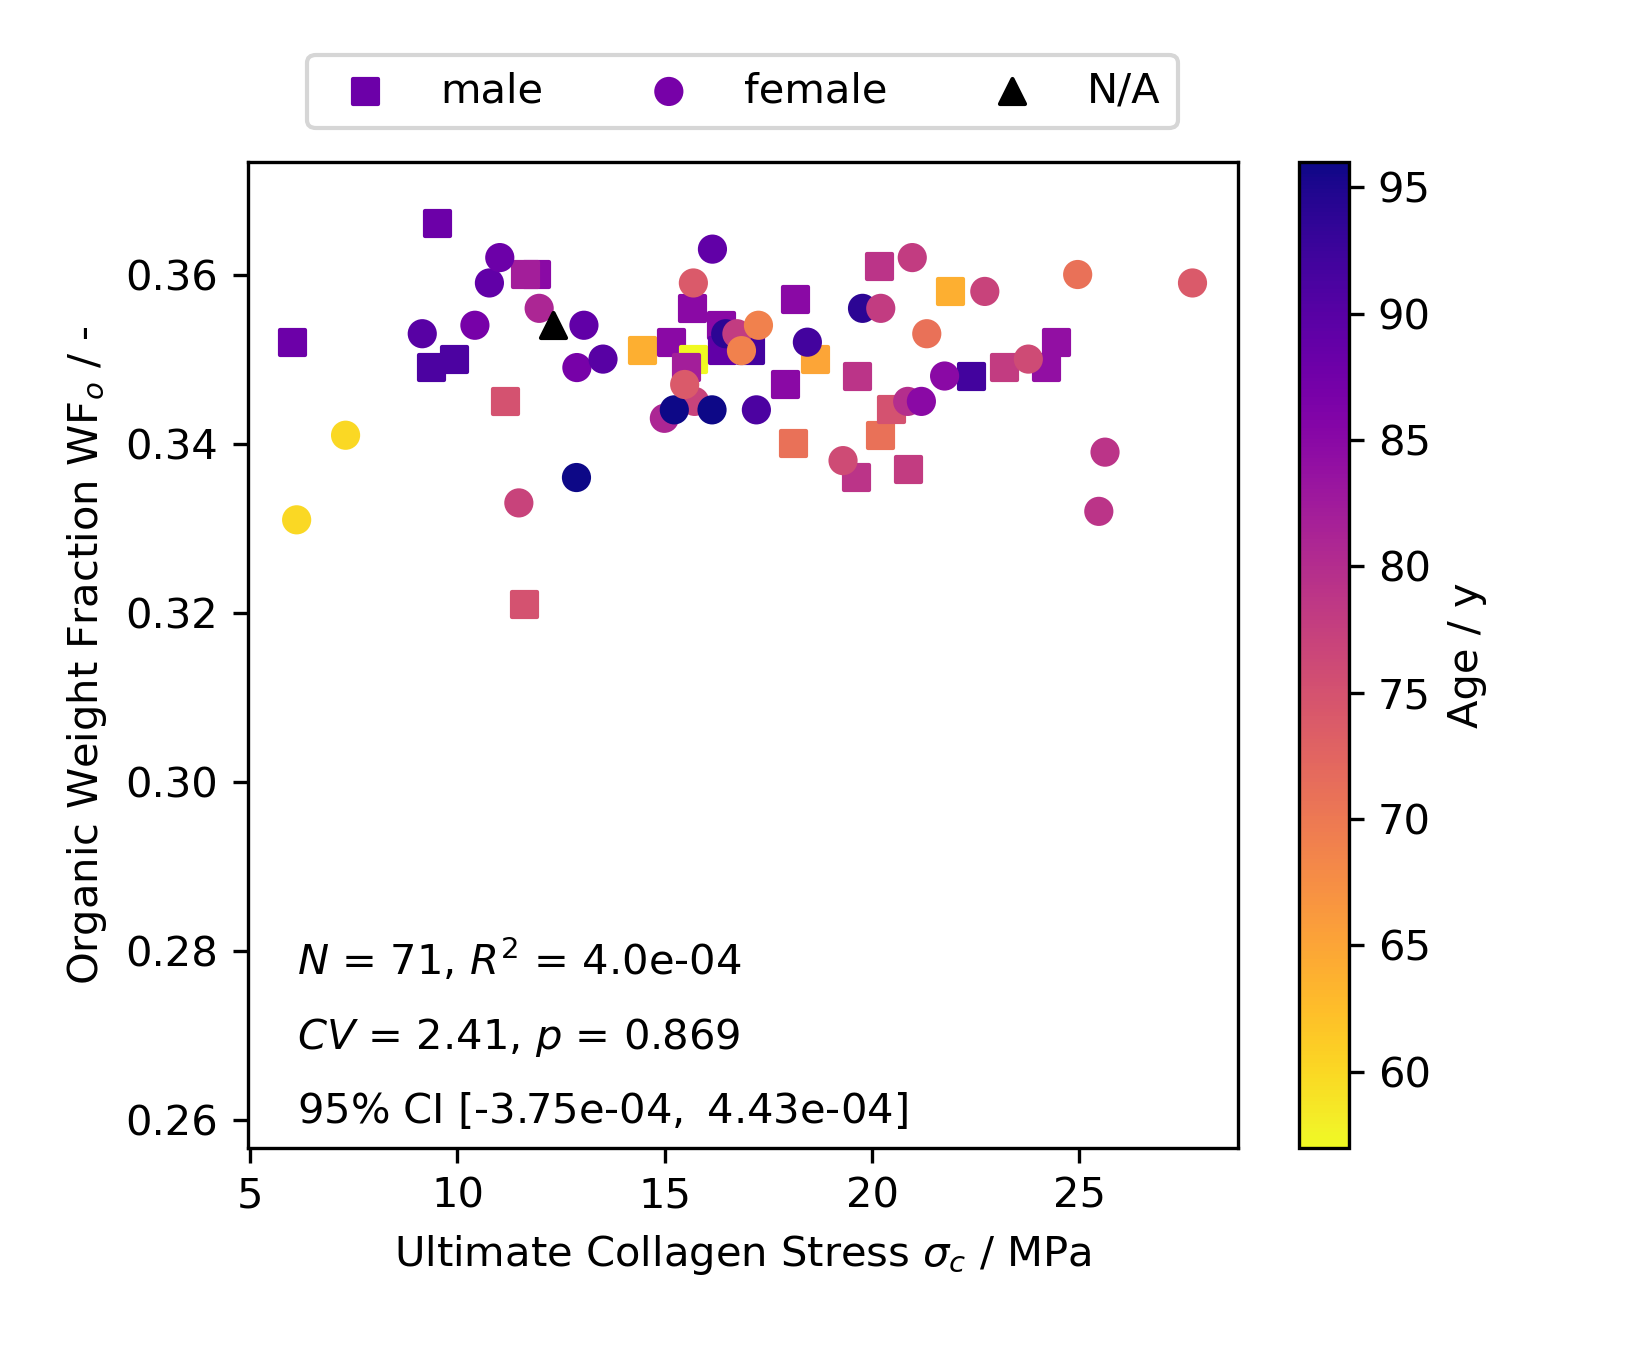 male female N/A
Organic Weight Fraction WF_o / -
0.36
0.34
0.32
0.30
0.28
0.26
N = 71, R² = 4.0e-04
CV = 2.41, p = 0.869
95% CI [-3.75e-04, 4.43e-04]
5 10 15 20 25
Ultimate Collagen Stress σ_c / MPa
95
90
85
80
75
70
65
60
Age / y